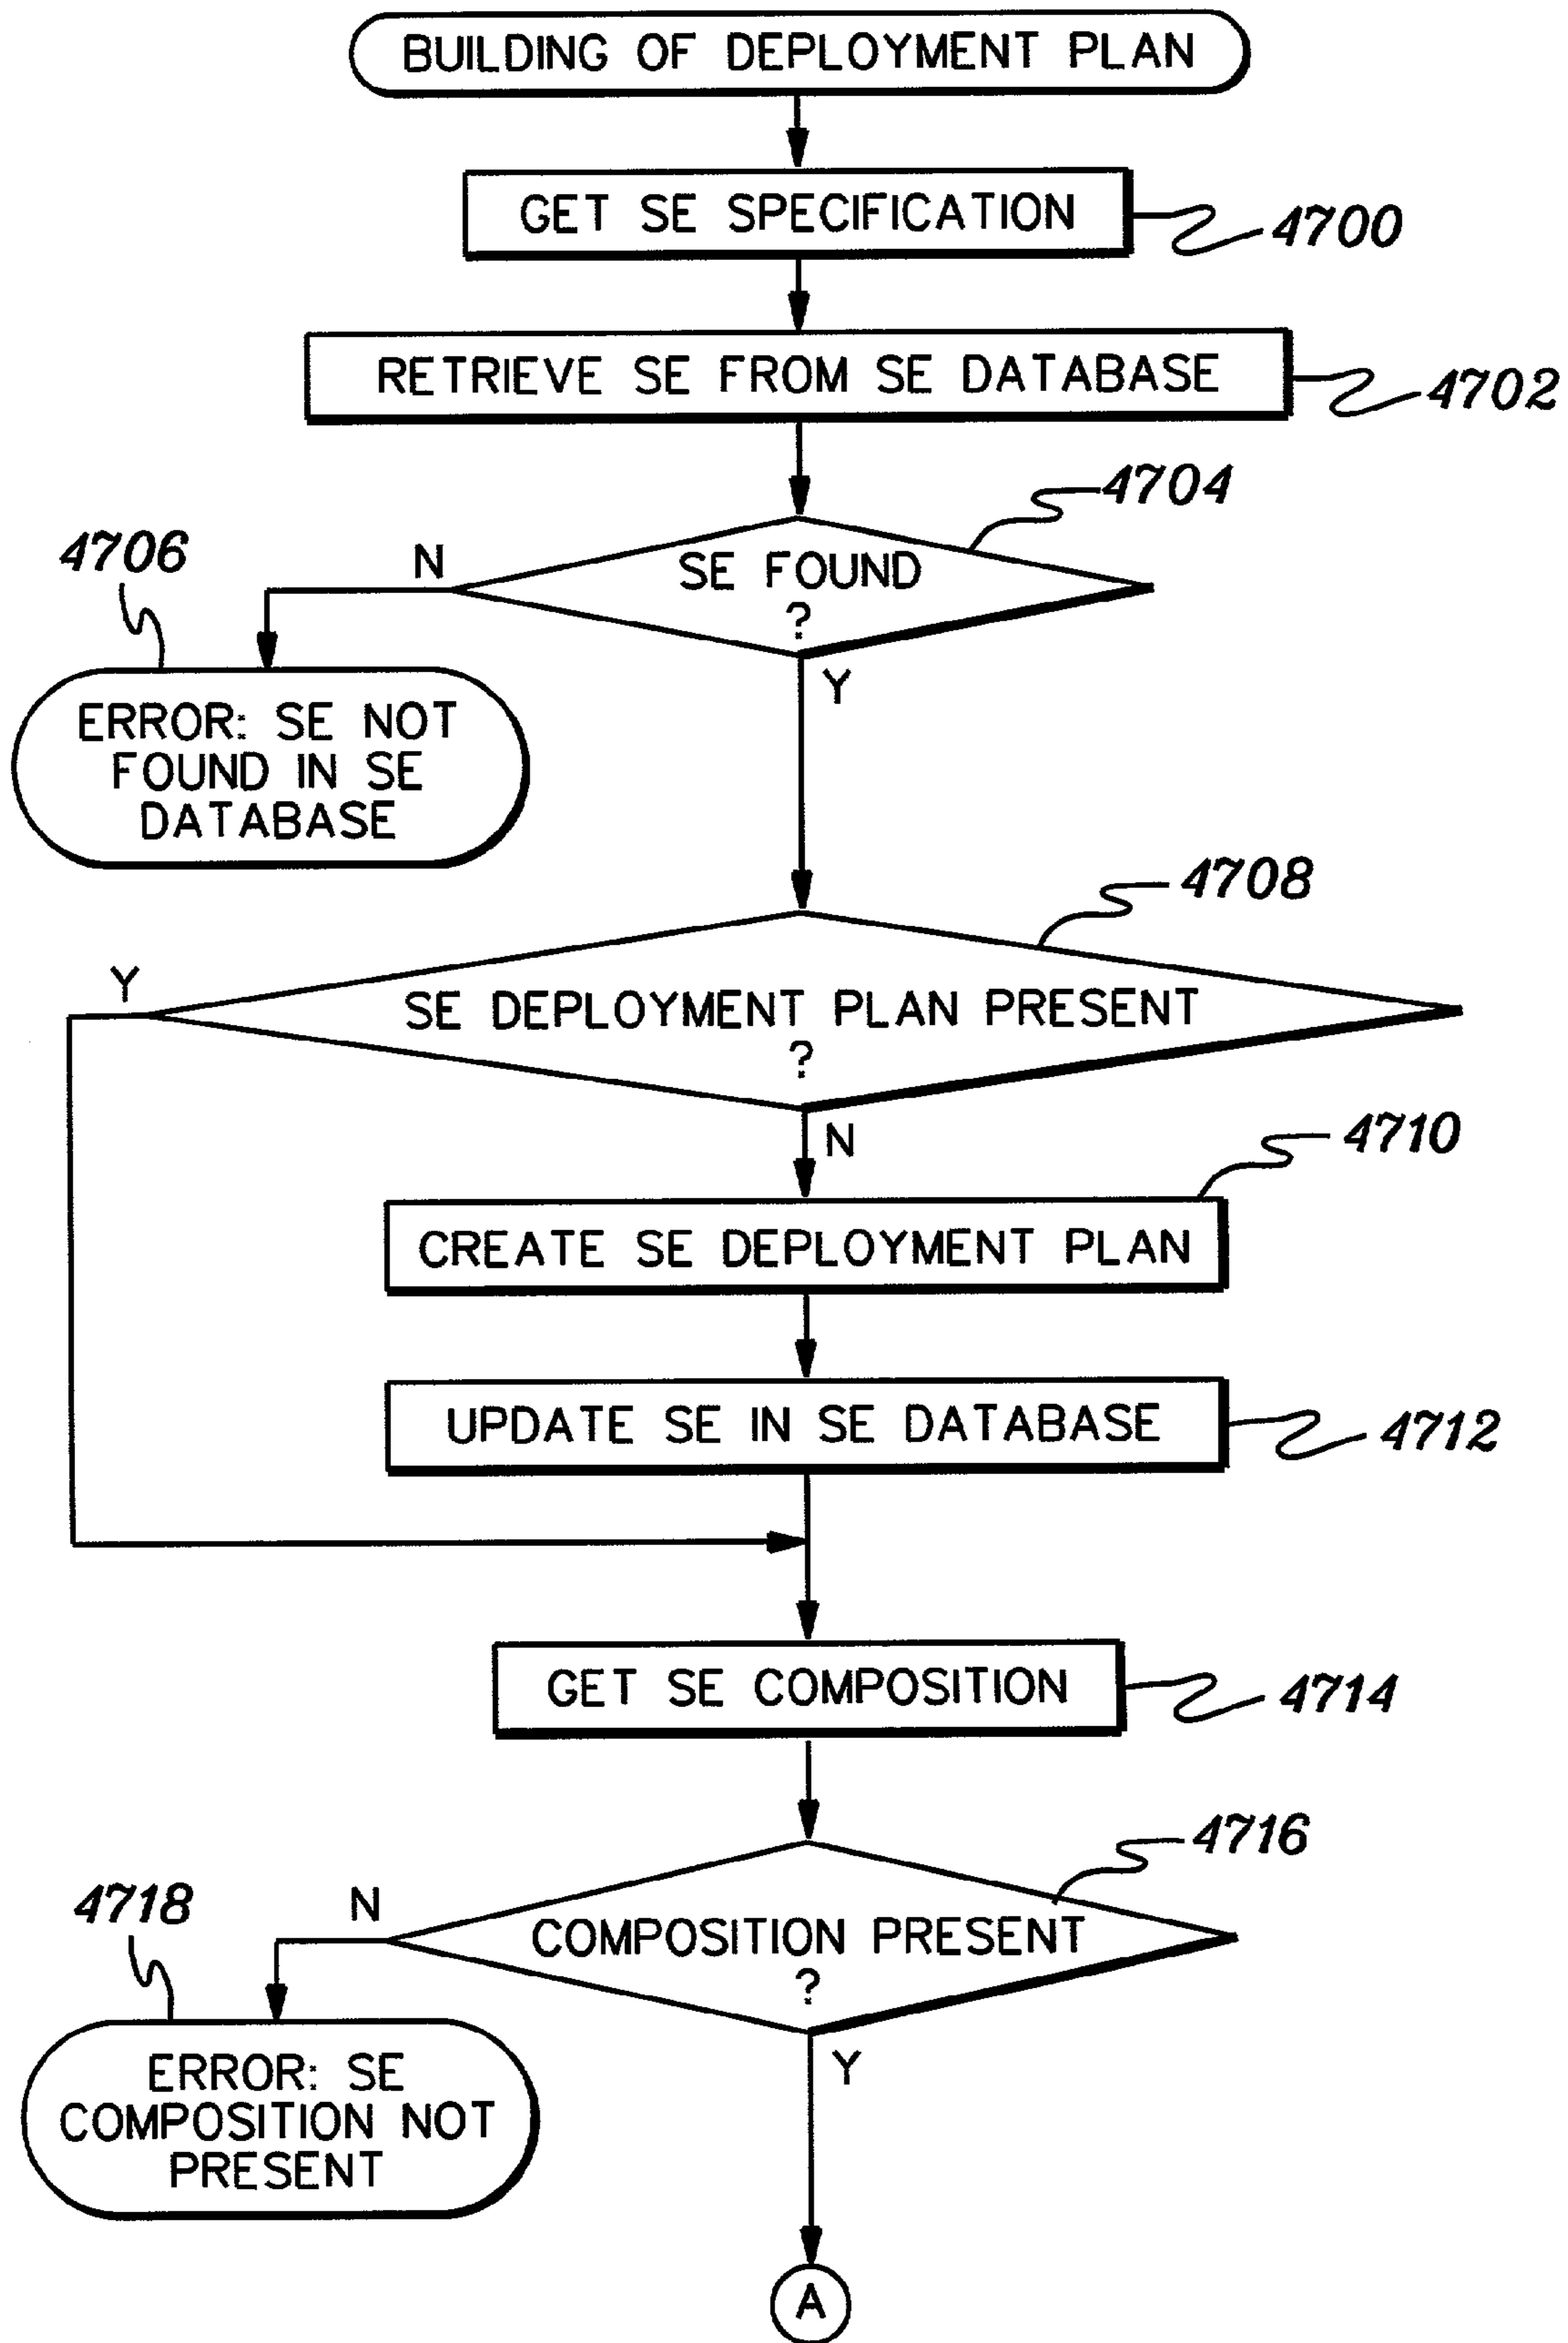 BUILDING OF DEPLOYMENT PLAN
GET SE SPECIFICATION
4700
RETRIEVE SE FROM SE DATABASE
4702
4704
SE FOUND
?
N
Y
4706
ERROR: SE NOT
FOUND IN SE
DATABASE
4708
SE DEPLOYMENT PLAN PRESENT
?
Y
N
4710
CREATE SE DEPLOYMENT PLAN
UPDATE SE IN SE DATABASE
4712
GET SE COMPOSITION
4714
4716
COMPOSITION PRESENT
?
N
Y
4718
ERROR: SE
COMPOSITION NOT
PRESENT
A